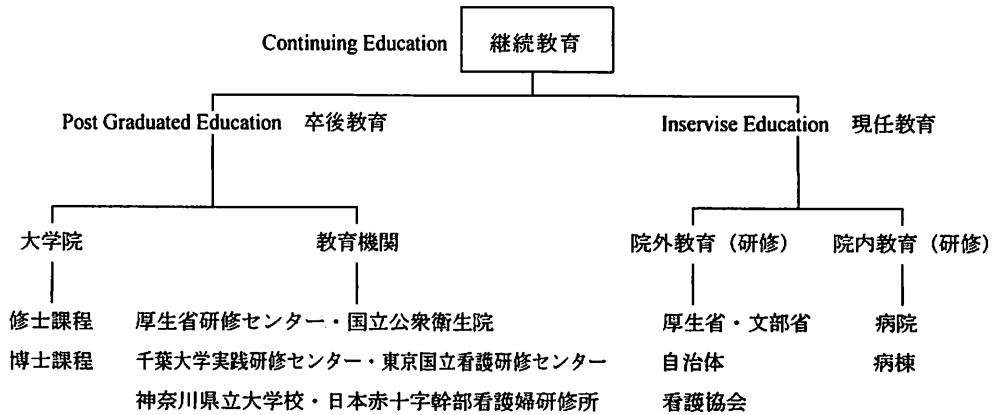 Continuing Education 継続教育
Post Graduated Education 卒後教育 Inservise Education 現任教育
大学院 教育機関 院外教育（研修） 院内教育（研修）
修士課程 厚生省研修センター・国立公衆衛生院 厚生省・文部省 病院
博士課程 千葉大学実践研修センター・東京国立看護研修センター 自治体 病棟
神奈川県立大学校・日本赤十字幹部看護婦研修所 看護協会